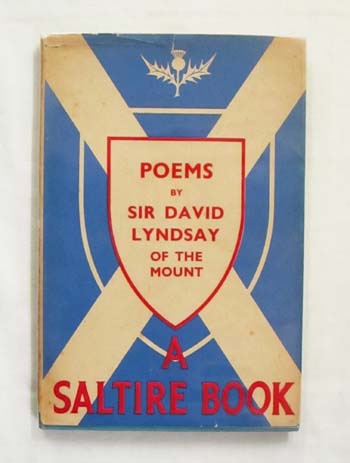 POEMS
BY
SIR DAVID
LYNDSAY
OF THE
MOUNT
A
SALTIRE BOOK